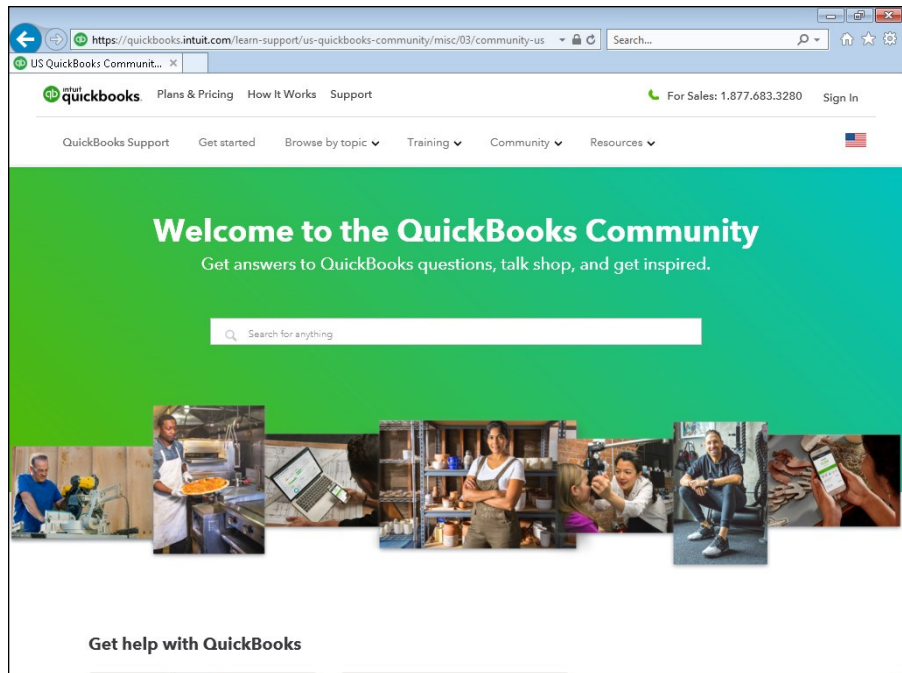 https://quickbooks.intuit.com/learn-support/us-quickbooks-community/misc/03/community-us
Search...
US QuickBooks Communit...
intuit
quickbooks.
Plans & Pricing
How It Works
Support
For Sales: 1.877.683.3280
Sign In
QuickBooks Support
Get started
Browse by topic
Training
Community
Resources
Welcome to the QuickBooks Community
Get answers to QuickBooks questions, talk shop, and get inspired.
Search for anything
Get help with QuickBooks